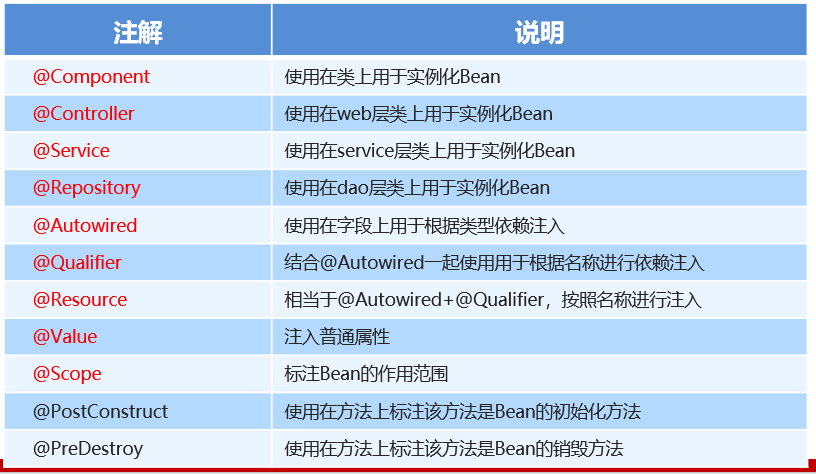 注解 说明
@Component 使用在类上用于实例化Bean
@Controller 使用在web层类上用于实例化Bean
@Service 使用在service层类上用于实例化Bean
@Repository 使用在dao层类上用于实例化Bean
@Autowired 使用在字段上用于根据类型依赖注入
@Qualifier 结合@Autowired一起使用用于根据名称进行依赖注入
@Resource 相当于@Autowired+@Qualifier，按照名称进行注入
@Value 注入普通属性
@Scope 标注Bean的作用范围
@PostConstruct 使用在方法上标注该方法是Bean的初始化方法
@PreDestroy 使用在方法上标注该方法是Bean的销毁方法